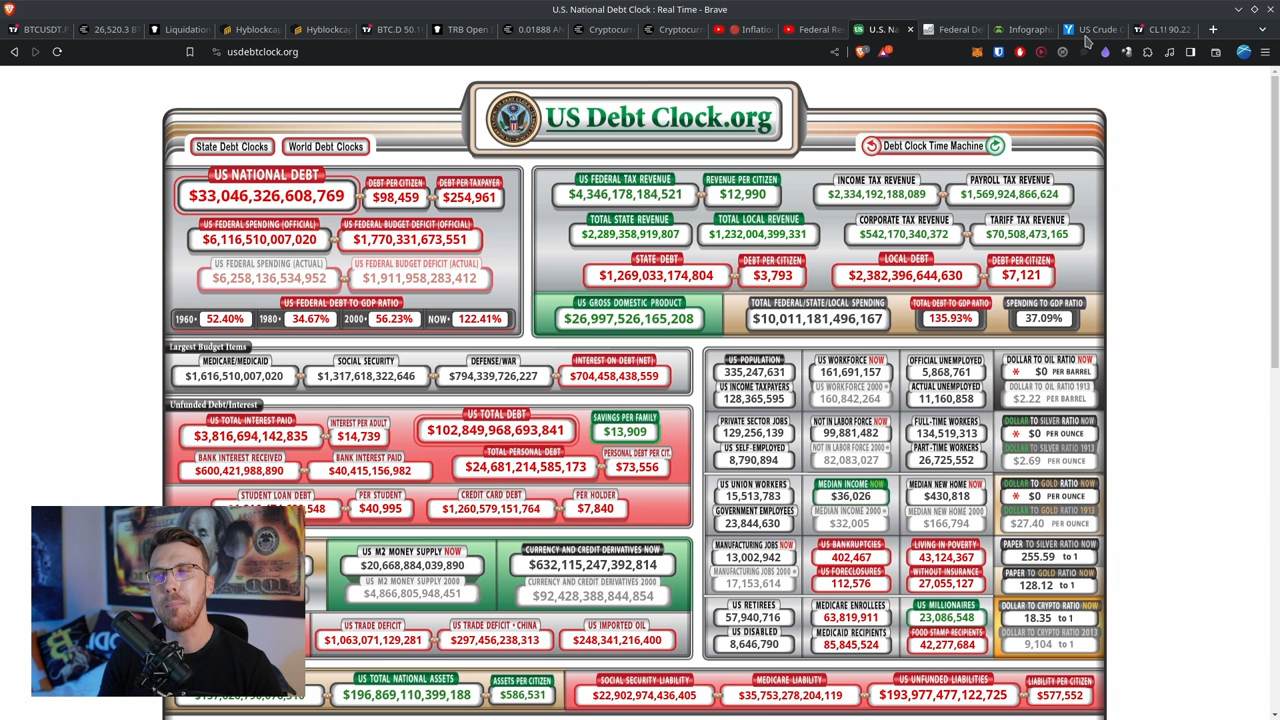 U.S. National Debt Clock : Real Time - Brave
BTCUSDT.P
26,520.3 B
Liquidation
Hyblockcap
Hyblockcap
BTC.D 50.1
TRB Open I
0.01888 AN
Cryptocurr
Cryptocurr
Inflatio
Federal Re
U.S. Na
Federal De
Infographi
US Crude O
CL1! 90.22
usdebtclock.org
US Debt Clock.org
State Debt Clocks
World Debt Clocks
Debt Clock Time Machine
US NATIONAL DEBT
$33,046,326,608,769
DEBT PER CITIZEN
$98,459
DEBT PER TAXPAYER
$254,961
US FEDERAL SPENDING (OFFICIAL)
$6,116,510,007,020
US FEDERAL BUDGET DEFICIT (OFFICIAL)
$1,770,331,673,551
US FEDERAL SPENDING (ACTUAL)
$6,258,136,534,952
US FEDERAL BUDGET DEFICIT (ACTUAL)
$1,911,958,283,412
US FEDERAL DEBT TO GDP RATIO
1960• 52.40% 1980• 34.67% 2000• 56.23% NOW• 122.41%
US FEDERAL TAX REVENUE
$4,346,178,184,521
REVENUE PER CITIZEN
$12,990
INCOME TAX REVENUE
$2,334,192,188,089
PAYROLL TAX REVENUE
$1,569,924,866,624
TOTAL STATE REVENUE
$2,289,358,919,807
TOTAL LOCAL REVENUE
$1,232,004,399,331
CORPORATE TAX REVENUE
$542,170,340,372
TARIFF TAX REVENUE
$70,508,473,165
STATE DEBT
$1,269,033,174,804
DEBT PER CITIZEN
$3,793
LOCAL DEBT
$2,382,396,644,630
DEBT PER CITIZEN
$7,121
US GROSS DOMESTIC PRODUCT
$26,997,526,165,208
TOTAL FEDERAL/STATE/LOCAL SPENDING
$10,011,181,496,167
TOTAL DEBT TO GDP RATIO
135.93%
SPENDING TO GDP RATIO
37.09%
Largest Budget Items
MEDICARE/MEDICAID
$1,616,510,007,020
SOCIAL SECURITY
$1,317,618,322,646
DEFENSE/WAR
$794,339,726,227
INTEREST ON DEBT (NET)
$704,458,438,559
Unfunded Debt/Interest
US TOTAL INTEREST PAID
$3,816,694,142,835
INTEREST PER ADULT
$14,739
US TOTAL DEBT
$102,849,968,693,841
SAVINGS PER FAMILY
$13,909
BANK INTEREST RECEIVED
$600,421,988,890
BANK INTEREST PAID
$40,415,156,982
TOTAL PERSONAL DEBT
$24,681,214,585,173
PERSONAL DEBT PER CIT.
$73,556
STUDENT LOAN DEBT
548
PER STUDENT
$40,995
CREDIT CARD DEBT
$1,260,579,151,764
PER HOLDER
$7,840
US M2 MONEY SUPPLY NOW
$20,668,884,039,890
US M2 MONEY SUPPLY 2000
$4,866,805,948,451
CURRENCY AND CREDIT DERIVATIVES NOW
$632,115,247,392,814
CURRENCY AND CREDIT DERIVATIVES 2000
$92,428,388,844,854
US TRADE DEFICIT
$1,063,071,129,281
US TRADE DEFICIT • CHINA
$297,456,238,313
US IMPORTED OIL
$248,341,216,400
US POPULATION
335,247,631
US INCOME TAXPAYERS
128,365,595
US WORKFORCE NOW
161,691,157
US WORKFORCE 2000
160,842,264
OFFICIAL UNEMPLOYED
5,868,761
ACTUAL UNEMPLOYED
11,160,858
DOLLAR TO OIL RATIO NOW
* $0 PER BARREL
DOLLAR TO OIL RATIO 1913
$2.22 PER BARREL
PRIVATE SECTOR JOBS
129,256,139
US SELF-EMPLOYED
8,790,894
NOT IN LABOR FORCE NOW
99,881,482
NOT IN LABOR FORCE 2000
82,083,027
FULL-TIME WORKERS
134,519,313
PART-TIME WORKERS
26,725,552
DOLLAR TO SILVER RATIO NOW
* $0 PER OUNCE
DOLLAR TO SILVER RATIO 1913
$2.69 PER OUNCE
US UNION WORKERS
15,513,783
GOVERNMENT EMPLOYEES
23,844,630
MEDIAN INCOME NOW
$36,026
MEDIAN INCOME 2000
$32,005
MEDIAN NEW HOME NOW
$430,818
MEDIAN NEW HOME 2000
$166,794
DOLLAR TO GOLD RATIO NOW
* $0 PER OUNCE
DOLLAR TO GOLD RATIO 1913
$27.40 PER OUNCE
MANUFACTURING JOBS NOW
13,002,942
MANUFACTURING JOBS 2000
17,153,614
US BANKRUPTCIES
402,467
US FORECLOSURES
112,576
LIVING IN POVERTY
43,124,367
WITHOUT INSURANCE
27,055,127
PAPER TO SILVER RATIO NOW
255.59 to 1
PAPER TO GOLD RATIO NOW
128.12 to 1
US RETIREES
57,940,716
US DISABLED
8,646,790
MEDICARE ENROLLEES
63,819,911
MEDICAID RECIPIENTS
85,845,524
US MILLIONAIRES
23,086,548
FOOD STAMP RECIPIENTS
42,277,684
DOLLAR TO CRYPTO RATIO NOW
18.35 to 1
DOLLAR TO CRYPTO RATIO 2013
9,104 to 1
US TOTAL NATIONAL ASSETS
$196,869,110,399,188
ASSETS PER CITIZEN
$586,531
SOCIAL SECURITY LIABILITY
$22,902,974,436,405
MEDICARE LIABILITY
$35,753,278,204,119
US UNFUNDED LIABILITIES
$193,977,477,122,725
LIABILITY PER CITIZEN
$577,552